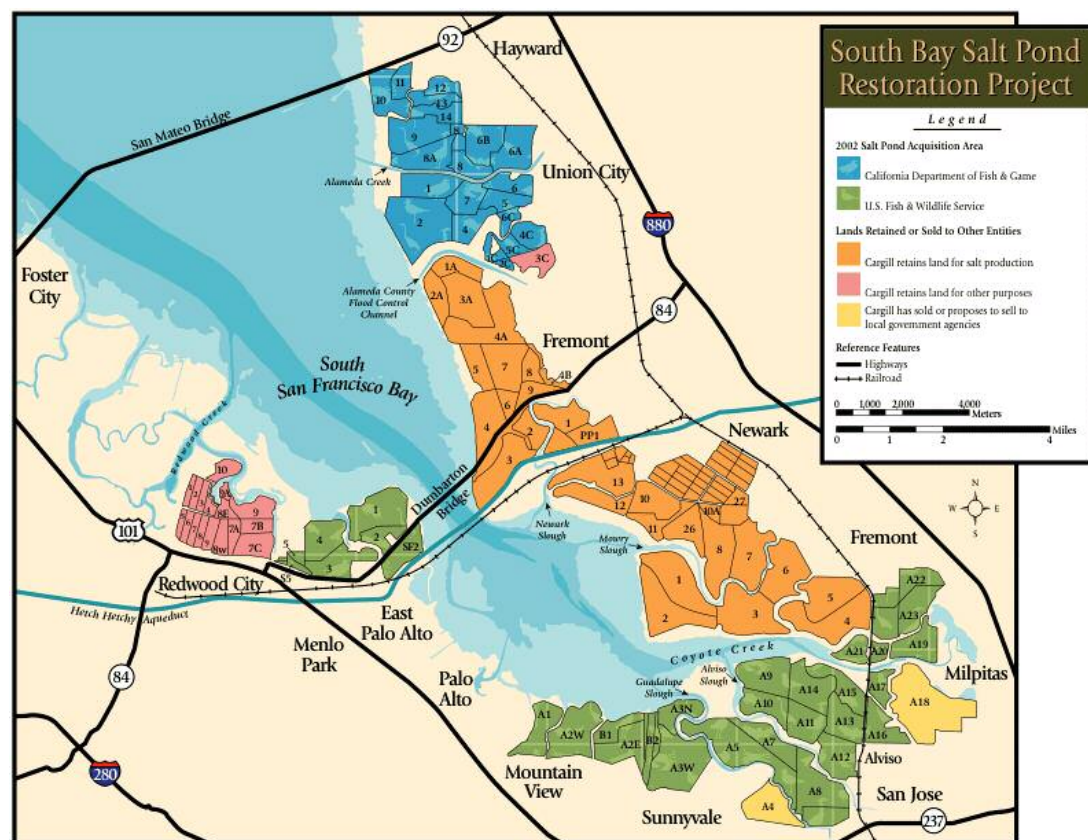 South Bay Salt Pond
Restoration Project
Legend
2002 Salt Pond Acquisition Area
California Department of Fish & Game
U.S. Fish & Wildlife Service
Lands Retained or Sold to Other Entities
Cargill retains land for salt production
Cargill retains land for other purposes
Cargill has sold or proposes to sell to
local government agencies
Reference Features
Highways
Railroad
0 1,000 2,000 4,000
Meters
Miles
0 1 2 4
N
W E
S
92
Hayward
San Mateo Bridge
11
10
12
13
14
8
9
6B
6A
8A
8
Union City
Alameda Creek
1
6
7
5
2
4
6C
4C
5C
3C
880
Foster
City
Alameda County
Flood Control
Channel
1A
2A
3A
84
4A
Fremont
5
7
8
4B
9
6
South
San Francisco Bay
4
2
1
PP1
3
Newark
Redwood Creek
Dumbarton
Bridge
13
12
10
27
10A
11
26
8
7
6
Newark
Slough
Mowry
Slough
Fremont
10
9
8E
7A
7B
7C
8W
101
1
4
2
SF2
5
3
S5
Redwood City
1
2
3
5
4
A22
A23
A19
A21
A20
Hetch Hetchy Aqueduct
East
Palo Alto
Menlo
Park
Coyote Creek
Alviso
Slough
Guadalupe
Slough
Milpitas
84
Palo
Alto
A9
A14
A15
A17
A18
A10
A11
A13
A16
A12
Alviso
A1
A2W
B1
A2E
B2
A3N
A3W
A5
A7
A8
A4
280
Mountain
View
Sunnyvale
San Jose
237